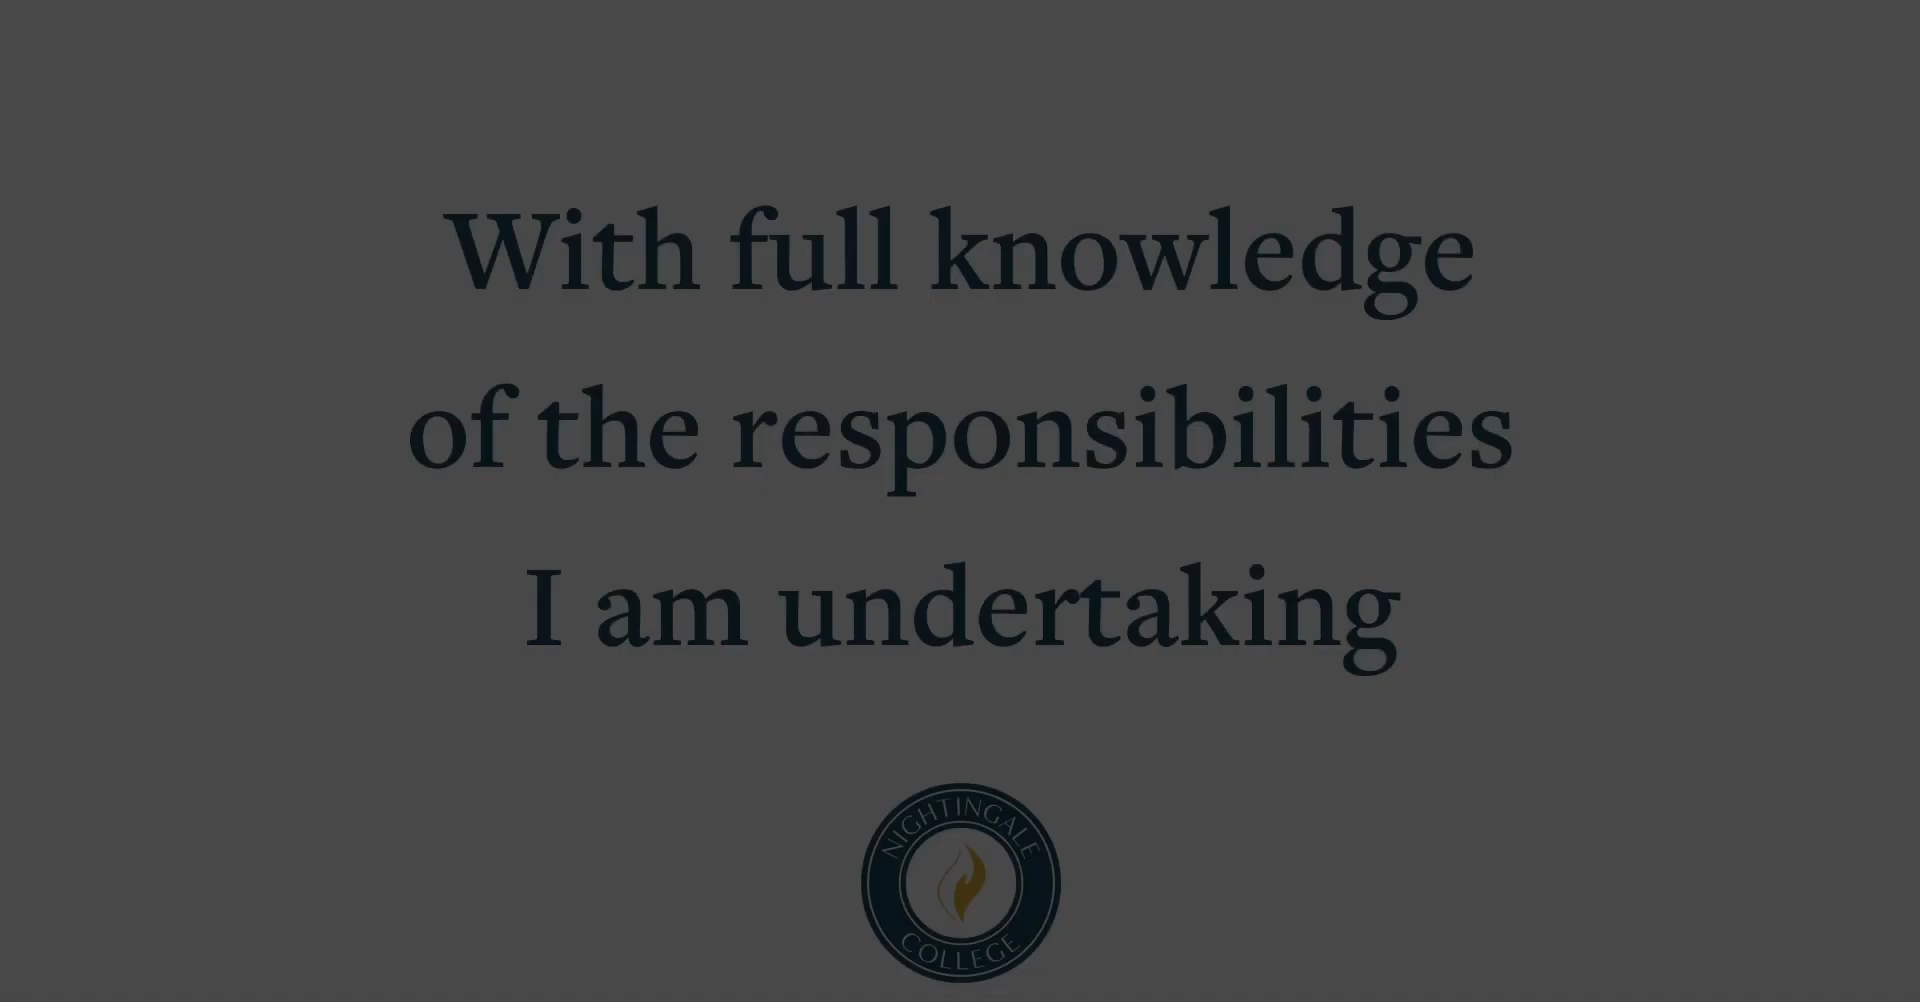 With full knowledge
of the responsibilities
I am undertaking
NIGHTINGALE
COLLEGE